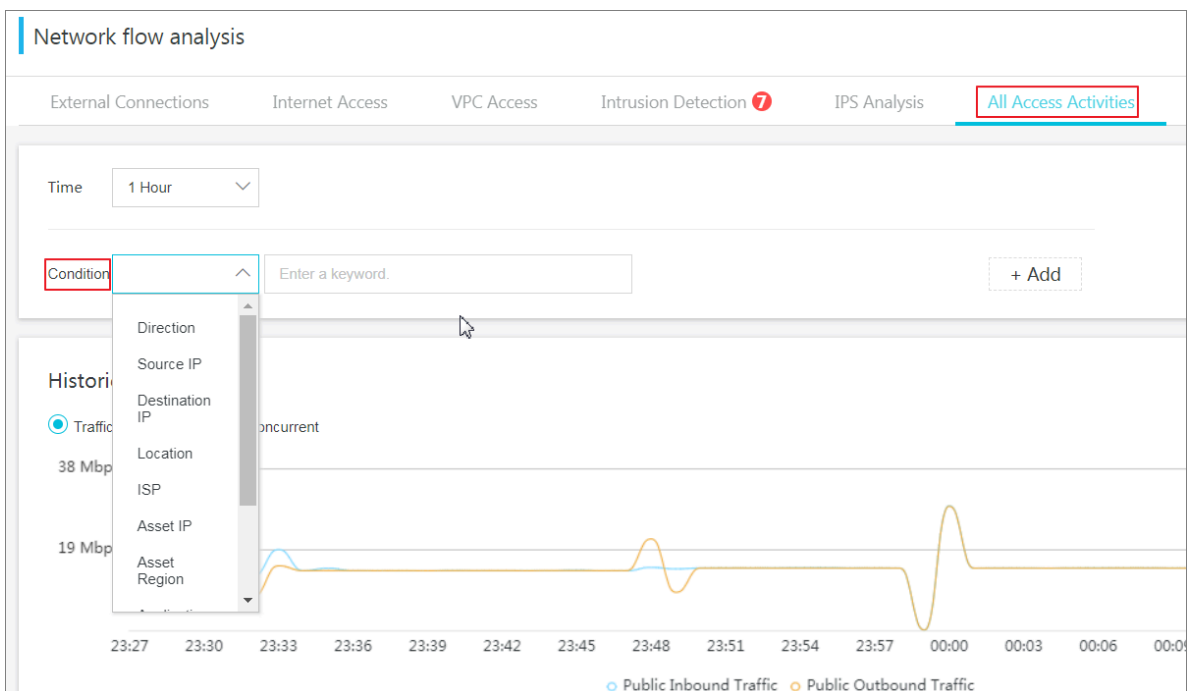 Network flow analysis
External Connections Internet Access VPC Access Intrusion Detection 7 IPS Analysis All Access Activities
Time 1 Hour
Condition Enter a keyword. + Add
Direction
Source IP
Destination
IP
Location
ISP
Asset IP
Asset
Region
Histori
Traffic oncurrent
38 Mbp
19 Mbp
23:27 23:30 23:33 23:36 23:39 23:42 23:45 23:48 23:51 23:54 23:57 00:00 00:03 00:06 00:09
Public Inbound Traffic Public Outbound Traffic